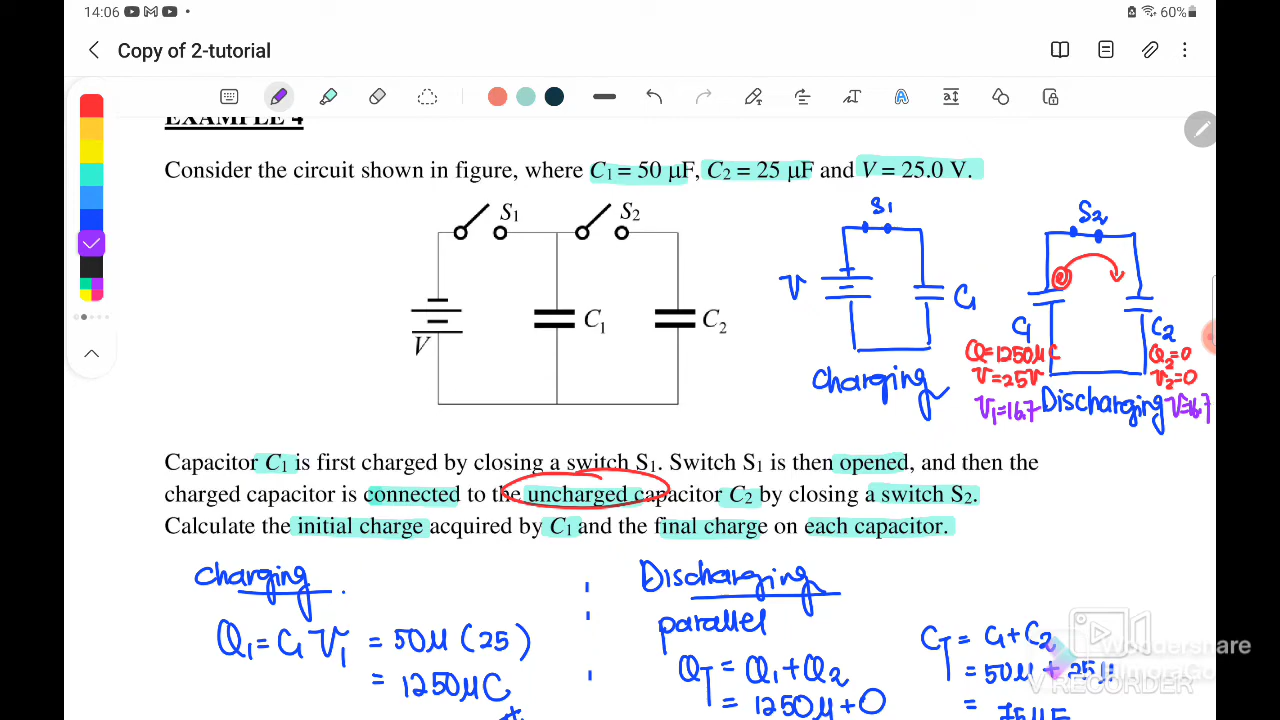 14:06
60%
Copy of 2-tutorial
EXAMPLE 4
Consider the circuit shown in figure, where C₁ = 50 µF, C₂ = 25 µF and V = 25.0 V.
S₁ S₂
V C₁ C₂
S1
V C1
Charging
S2
C1 C2
Q=1250µC Q2=0
V=25V V2=0
V1=16.7 Discharging V=16.7
Capacitor C₁ is first charged by closing a switch S₁. Switch S₁ is then opened, and then the
charged capacitor is connected to the uncharged capacitor C₂ by closing a switch S₂.
Calculate the initial charge acquired by C₁ and the final charge on each capacitor.
Charging
Q1 = C1 V1 = 50µ (25)
= 1250µC
Discharging
parallel
QT = Q1 + Q2
= 1250µ + 0
CT = C1 + C2
= 50µ + 25µ
= 75µF
Wondershare
FilmoraGo
V RECORDER